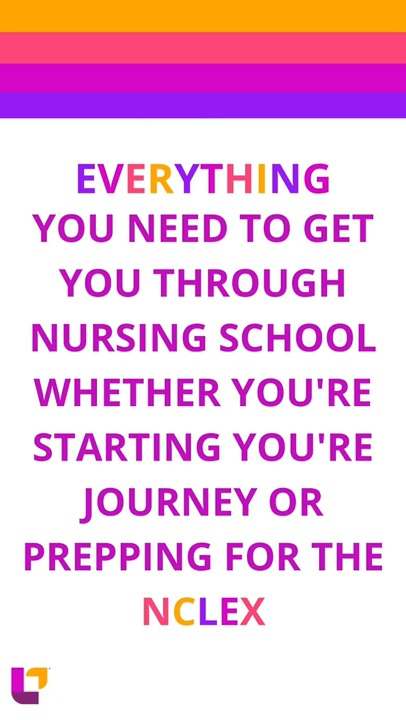 EVERYTHING
YOU NEED TO GET
YOU THROUGH
NURSING SCHOOL
WHETHER YOU'RE
STARTING YOU'RE
JOURNEY OR
PREPPING FOR THE
NCLEX